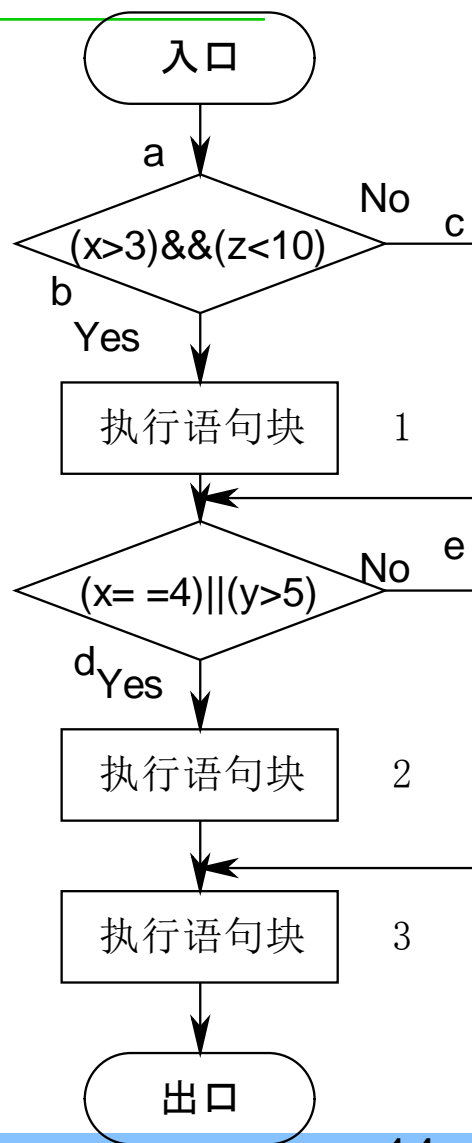 入口
a
No
c
(x>3)&&(z<10)
b
Yes
执行语句块 1
e
No
(x= =4)||(y>5)
d
Yes
执行语句块 2
执行语句块 3
出口